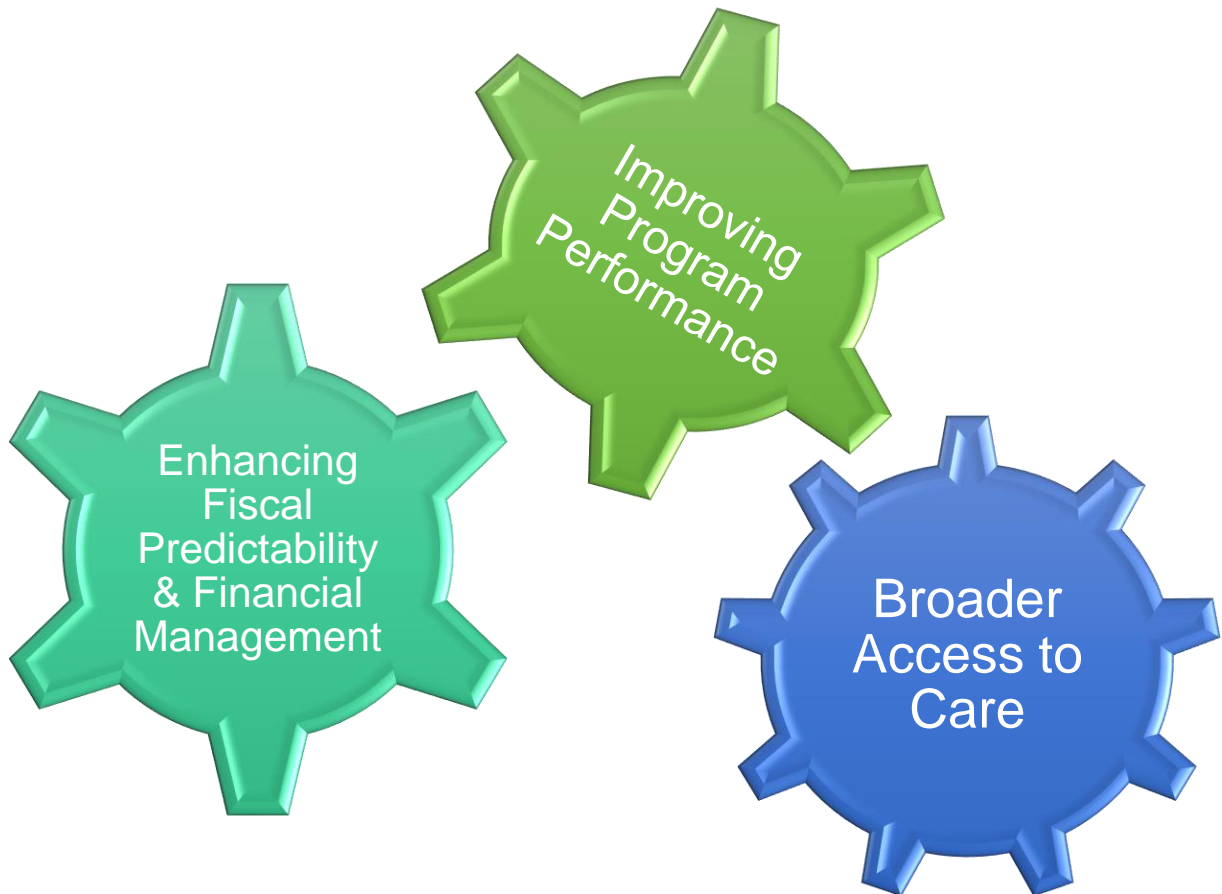 Improving
Program
Performance
Enhancing
Fiscal
Predictability
& Financial
Management
Broader
Access to
Care